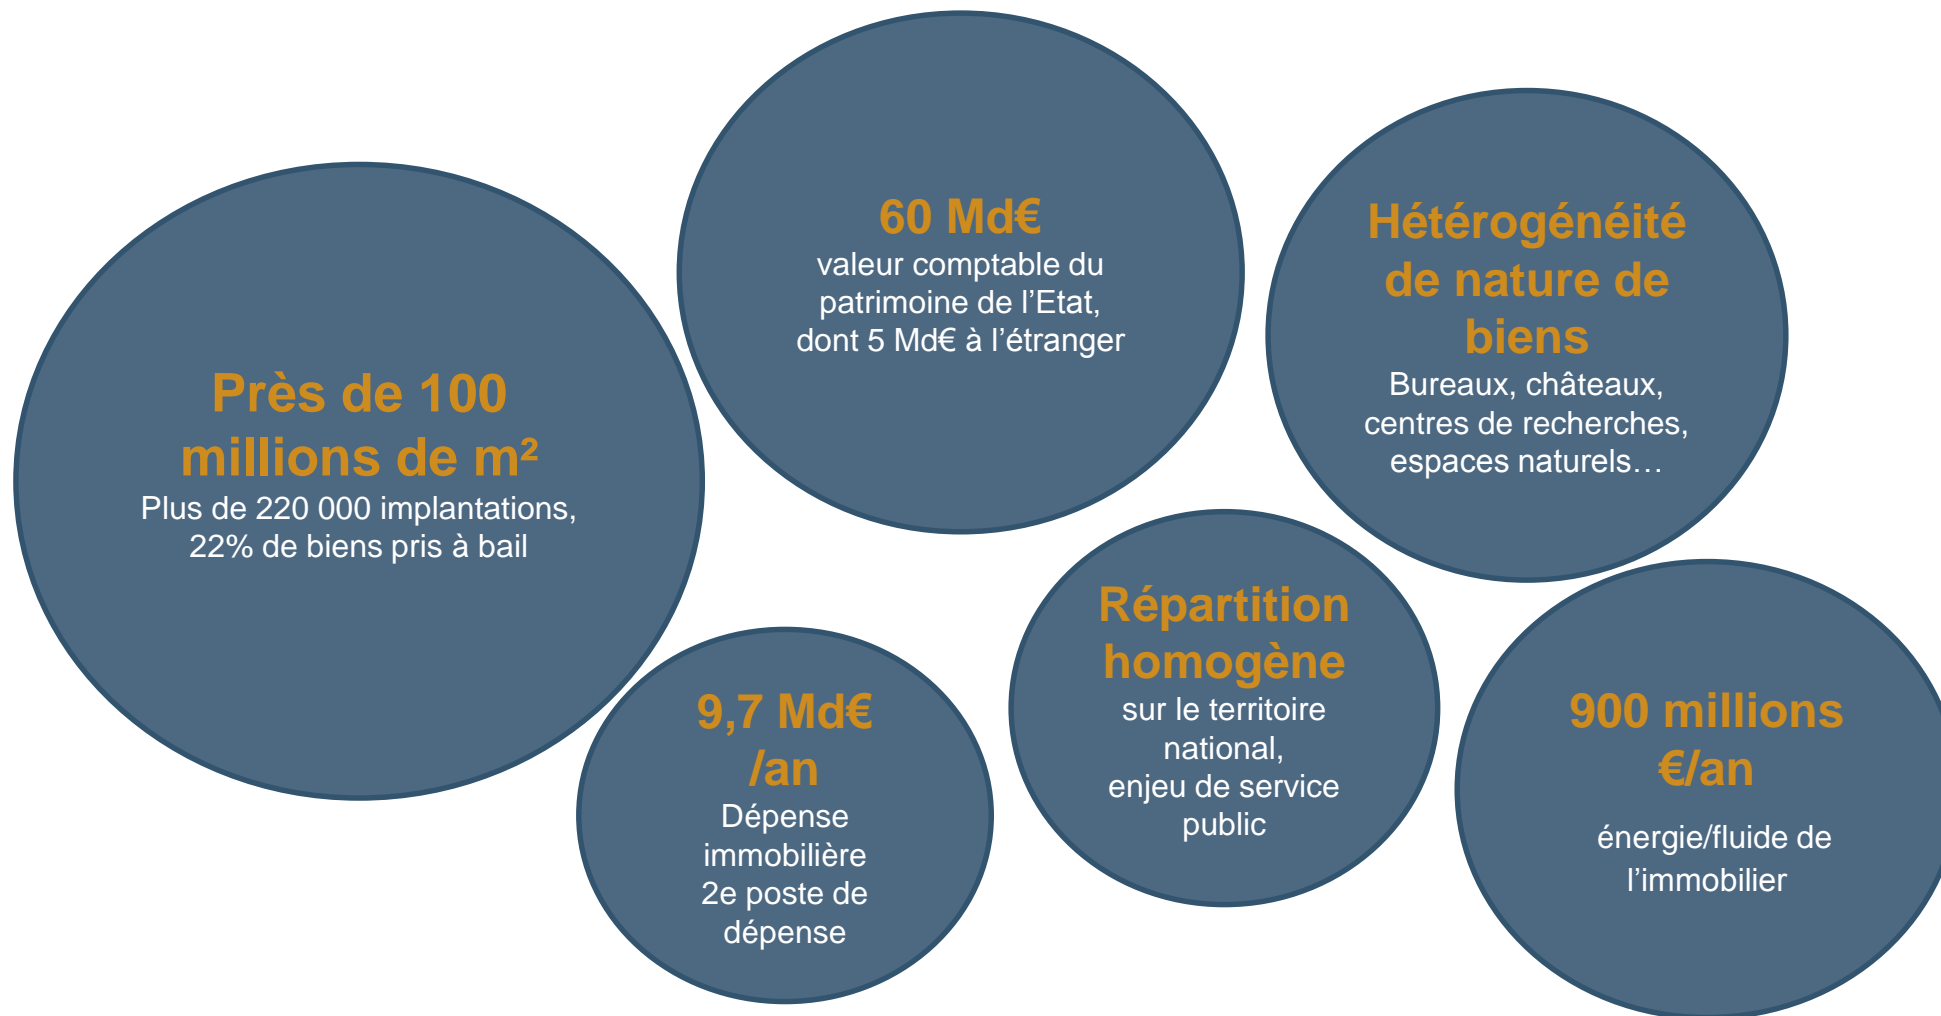 Près de 100
millions de m²
Plus de 220 000 implantations,
22% de biens pris à bail
60 Md€
valeur comptable du
patrimoine de l’Etat,
dont 5 Md€ à l’étranger
Hétérogénéité
de nature de
biens
Bureaux, châteaux,
centres de recherches,
espaces naturels…
9,7 Md€
/an
Dépense
immobilière
2e poste de
dépense
Répartition
homogène
sur le territoire
national,
enjeu de service
public
900 millions
€/an
énergie/fluide de
l’immobilier